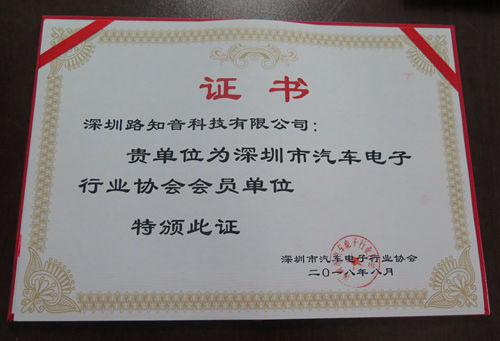 证书
深圳路知音科技有限公司：
贵单位为深圳市汽车电子
行业协会会员单位
特颁此证
深圳市汽车电子行业协会
二〇一八年八月